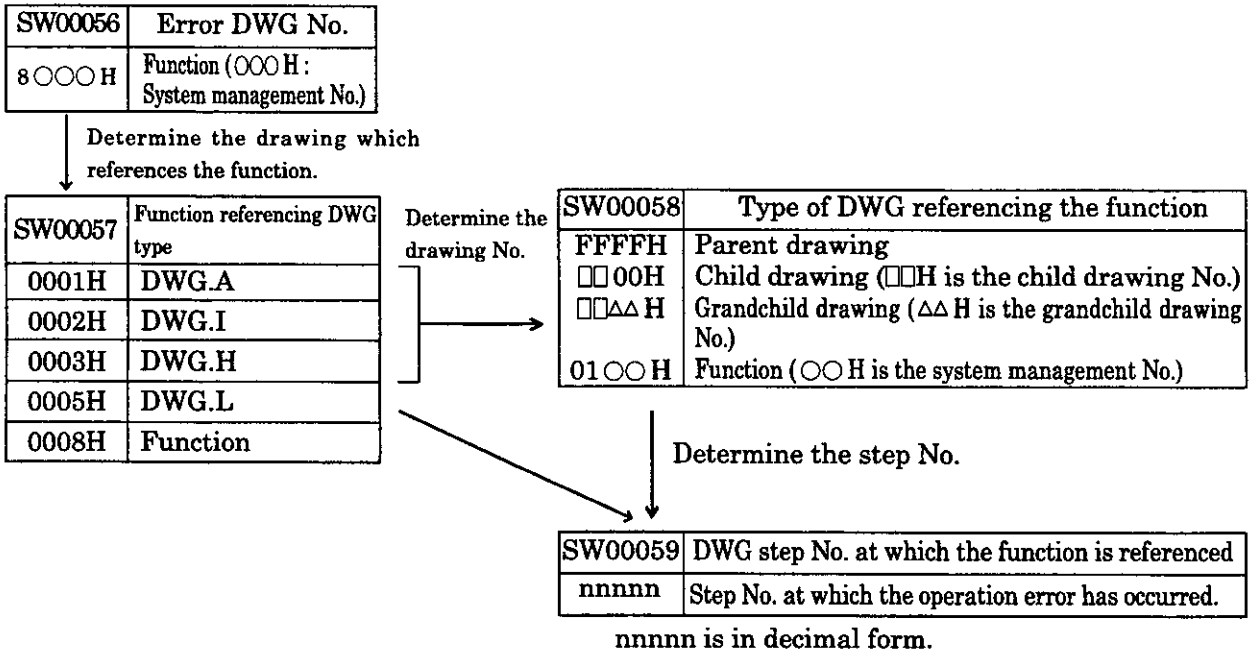 SW00056 Error DWG No.
8○○○H Function (○○○H :
System management No.)
Determine the drawing which
references the function.
SW00057 Function referencing DWG
type
0001H DWG.A
0002H DWG.I
0003H DWG.H
0005H DWG.L
0008H Function
Determine the
drawing No.
SW00058 Type of DWG referencing the function
FFFFH Parent drawing
□□00H Child drawing (□□H is the child drawing No.)
□□△△H Grandchild drawing (△△H is the grandchild drawing
No.)
01○○H Function (○○H is the system management No.)
Determine the step No.
SW00059 DWG step No. at which the function is referenced
nnnnn Step No. at which the operation error has occurred.
nnnnn is in decimal form.